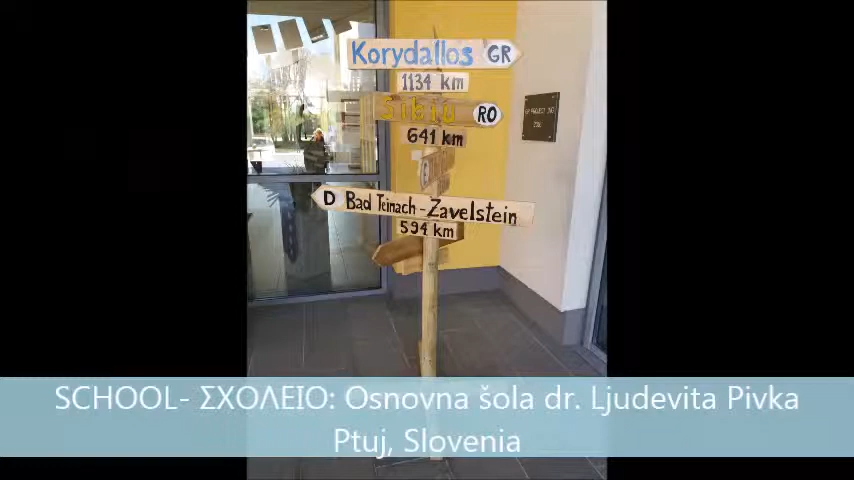 Korydallos GR
1134 km
Sibiu RO
641 km
D Bad Teinach-Zavelstein
594 km
SCHOOL- ΣΧΟΛΕΙΟ: Osnovna šola dr. Ljudevita Pivka
Ptuj, Slovenia